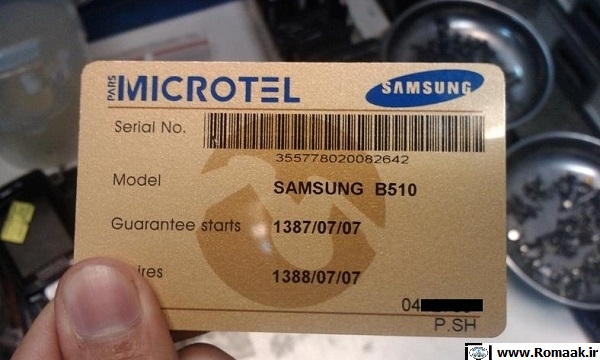 PARS MICROTEL
SAMSUNG
Serial No.
355778020082642
Model SAMSUNG B510
Guarantee starts 1387/07/07
ires 1388/07/07
04
P.SH
www.Romaak.ir